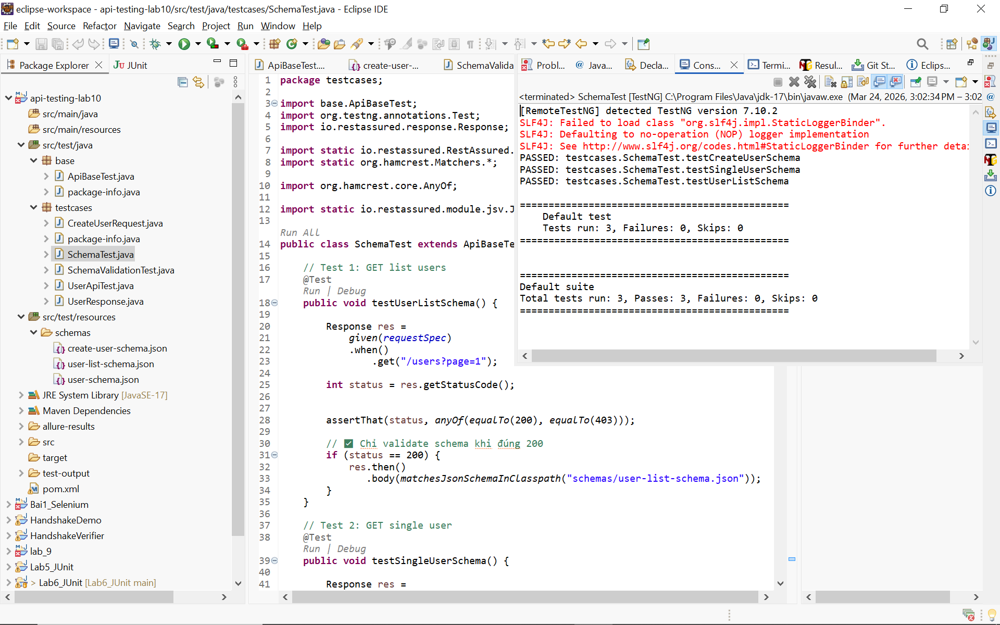 eclipse-workspace - api-testing-lab10/src/test/java/testcases/SchemaTest.java - Eclipse IDE
File Edit Source Refactor Navigate Search Project Run Window Help
Package Explorer
JUnit
api-testing-lab10
src/main/java
src/main/resources
src/test/java
base
ApiBaseTest.java
package-info.java
testcases
CreateUserRequest.java
package-info.java
SchemaTest.java
SchemaValidationTest.java
UserApiTest.java
UserResponse.java
src/test/resources
schemas
create-user-schema.json
user-list-schema.json
user-schema.json
JRE System Library [JavaSE-17]
Maven Dependencies
allure-results
src
target
test-output
pom.xml
Bai1_Selenium
HandshakeDemo
HandshakeVerifier
lab_9
Lab5_JUnit
> Lab6_JUnit [Lab6_JUnit main]
ApiBaseTest....
create-user-...
SchemaValida
1 package testcases;
2
3 import base.ApiBaseTest;
4 import org.testng.annotations.Test;
5 import io.restassured.response.Response;
6
7 import static io.restassured.RestAssured.
8 import static org.hamcrest.Matchers.*;
9
10 import org.hamcrest.core.AnyOf;
11
12 import static io.restassured.module.jsv.J
13
Run All
14 public class SchemaTest extends ApiBaseTe
15
16 // Test 1: GET list users
17 @Test
Run | Debug
18 public void testUserListSchema() {
19
20 Response res =
21 given(requestSpec)
22 .when()
23 .get("/users?page=1");
24
25 int status = res.getStatusCode();
26
27
28 assertThat(status, anyOf(equalTo(200), equalTo(403)));
29
30 // ✅ Chỉ validate schema khi đúng 200
31 if (status == 200) {
32 res.then()
33 .body(matchesJsonSchemaInClasspath("schemas/user-list-schema.json"));
34 }
35 }
36
37 // Test 2: GET single user
38 @Test
Run | Debug
39 public void testSingleUserSchema() {
40
41 Response res =
Probl...
Java...
Decla...
Cons...
Termi...
Resul...
Git St...
Eclips...
<terminated> SchemaTest [TestNG] C:\Program Files\Java\jdk-17\bin\javaw.exe (Mar 24, 2026, 3:02:34 PM – 3:02
[RemoteTestNG] detected TestNG version 7.10.2
SLF4J: Failed to load class "org.slf4j.impl.StaticLoggerBinder".
SLF4J: Defaulting to no-operation (NOP) logger implementation
SLF4J: See http://www.slf4j.org/codes.html#StaticLoggerBinder for further detai
PASSED: testcases.SchemaTest.testCreateUserSchema
PASSED: testcases.SchemaTest.testSingleUserSchema
PASSED: testcases.SchemaTest.testUserListSchema
===============================================
Default test
Tests run: 3, Failures: 0, Skips: 0
===============================================
===============================================
Default suite
Total tests run: 3, Passes: 3, Failures: 0, Skips: 0
===============================================